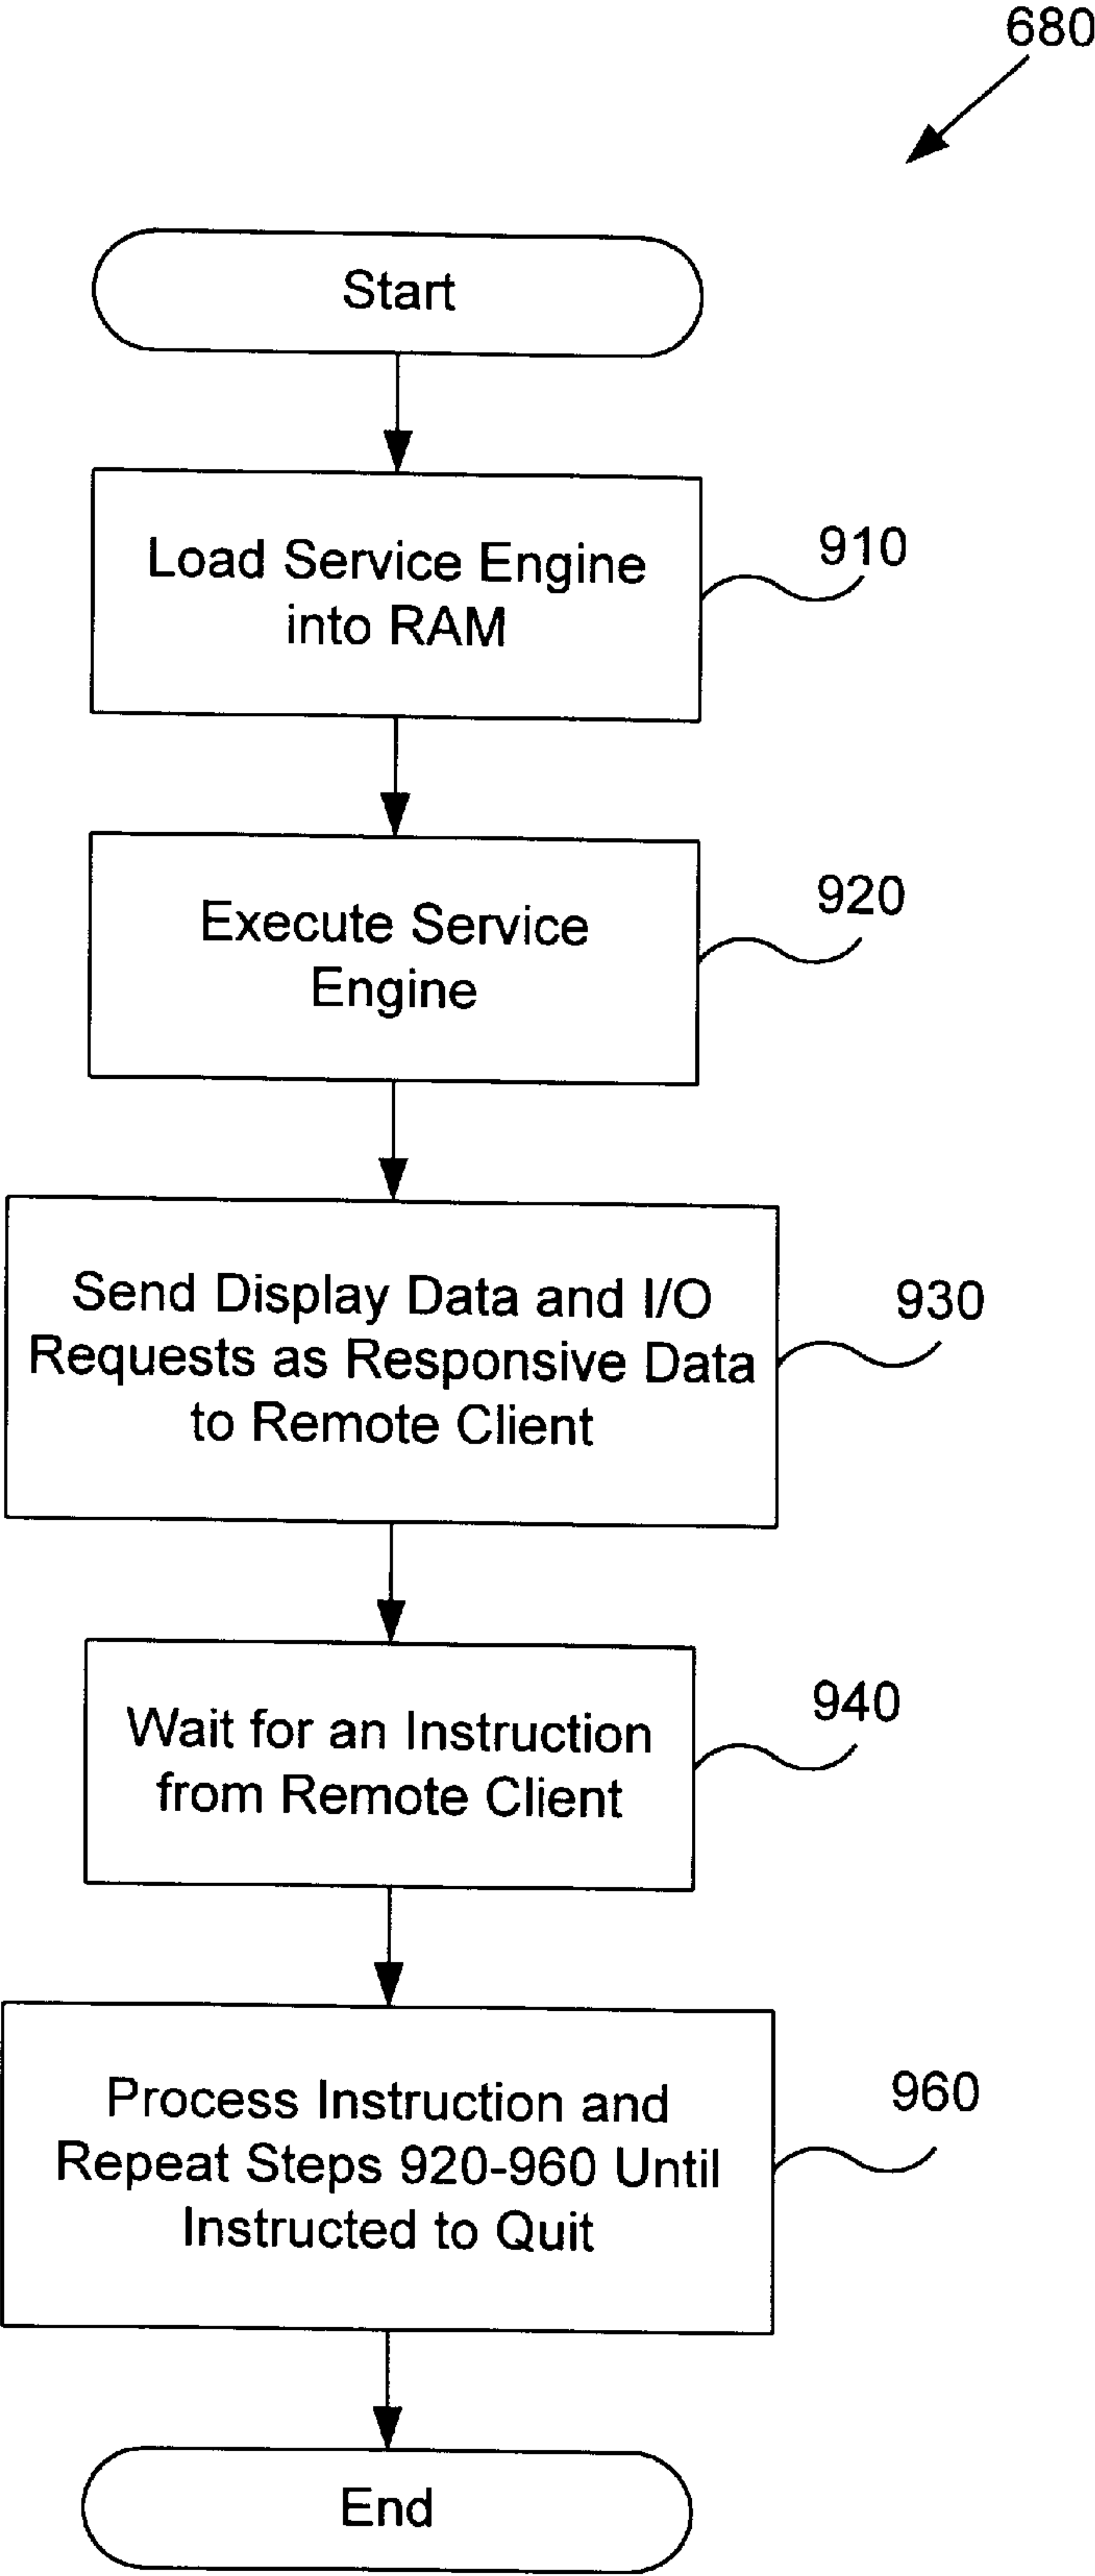 680
Start
Load Service Engine
into RAM
910
Execute Service
Engine
920
Send Display Data and I/O
Requests as Responsive Data
to Remote Client
930
Wait for an Instruction
from Remote Client
940
Process Instruction and
Repeat Steps 920-960 Until
Instructed to Quit
960
End